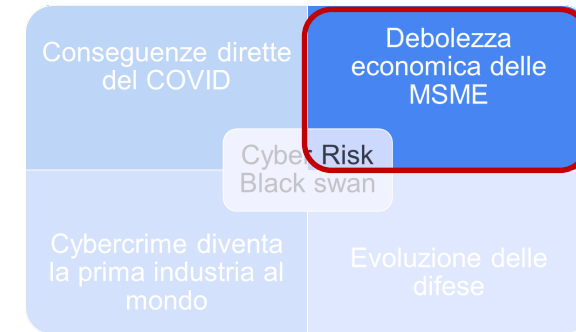 Conseguenze dirette
del COVID
Debolezza
economica delle
MSME
Cyber Risk
Black swan
Cybercrime diventa
la prima industria al
mondo
Evoluzione delle
difese